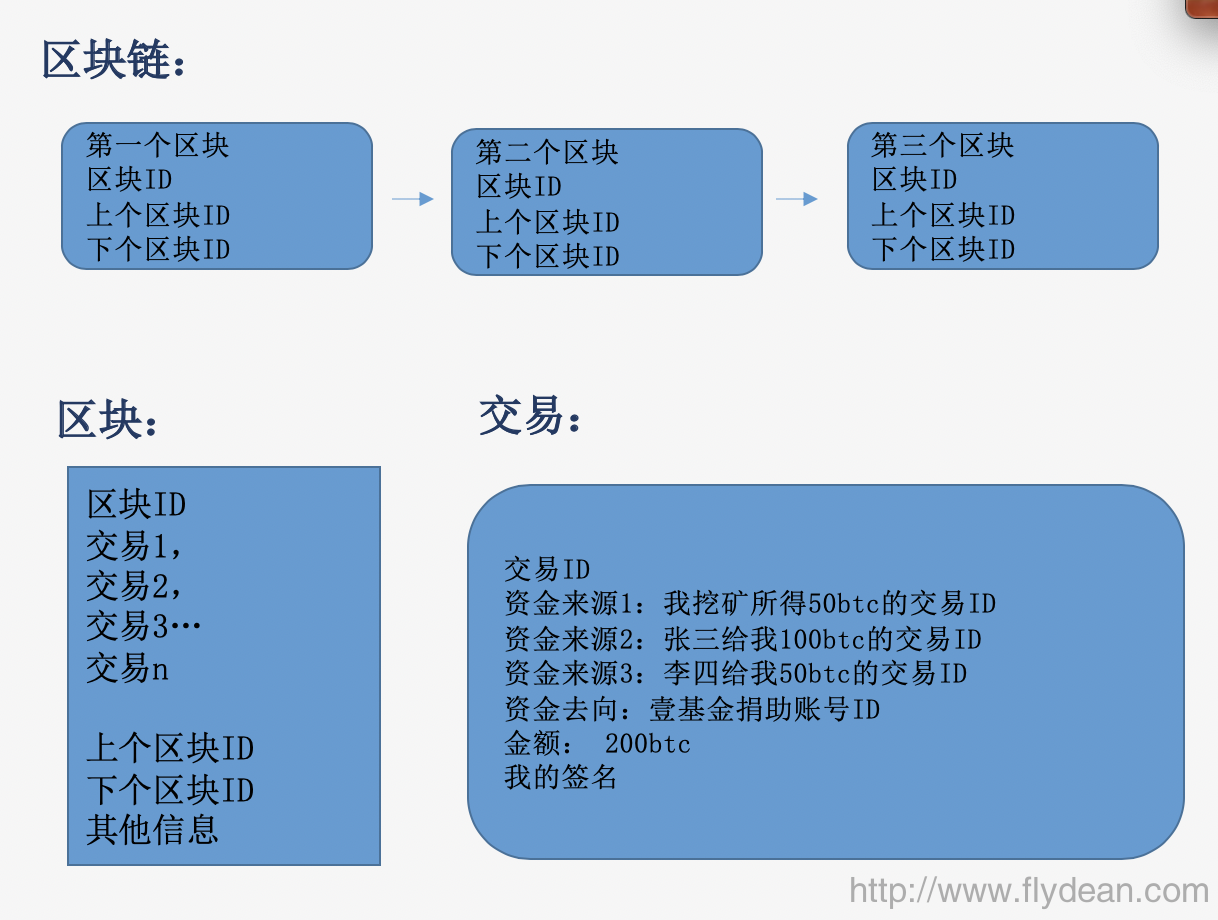 区块链：
第一个区块
区块ID
上个区块ID
下个区块ID
第二个区块
区块ID
上个区块ID
下个区块ID
第三个区块
区块ID
上个区块ID
下个区块ID
区块：
区块ID
交易1，
交易2，
交易3…
交易n
上个区块ID
下个区块ID
其他信息
交易：
交易ID
资金来源1：我挖矿所得50btc的交易ID
资金来源2：张三给我100btc的交易ID
资金来源3：李四给我50btc的交易ID
资金去向：壹基金捐助账号ID
金额： 200btc
我的签名
http://www.flydean.com